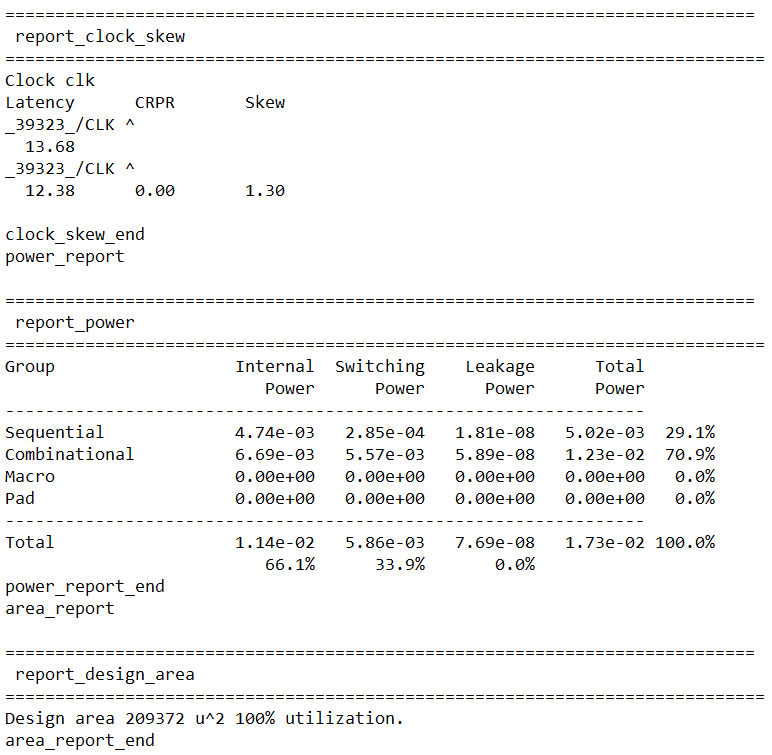 ===========================================================================
 report_clock_skew
============================================================================
Clock clk
Latency      CRPR       Skew
_39323_/CLK ^
  13.68
_39323_/CLK ^
  12.38      0.00       1.30

clock_skew_end
power_report

===========================================================================
 report_power
============================================================================
Group                  Internal  Switching    Leakage      Total
                          Power      Power      Power      Power
----------------------------------------------------------------
Sequential             4.74e-03   2.85e-04   1.81e-08   5.02e-03  29.1%
Combinational          6.69e-03   5.57e-03   5.89e-08   1.23e-02  70.9%
Macro                  0.00e+00   0.00e+00   0.00e+00   0.00e+00   0.0%
Pad                    0.00e+00   0.00e+00   0.00e+00   0.00e+00   0.0%
----------------------------------------------------------------
Total                  1.14e-02   5.86e-03   7.69e-08   1.73e-02 100.0%
                          66.1%      33.9%       0.0%
power_report_end
area_report

===========================================================================
 report_design_area
============================================================================
Design area 209372 u^2 100% utilization.
area_report_end